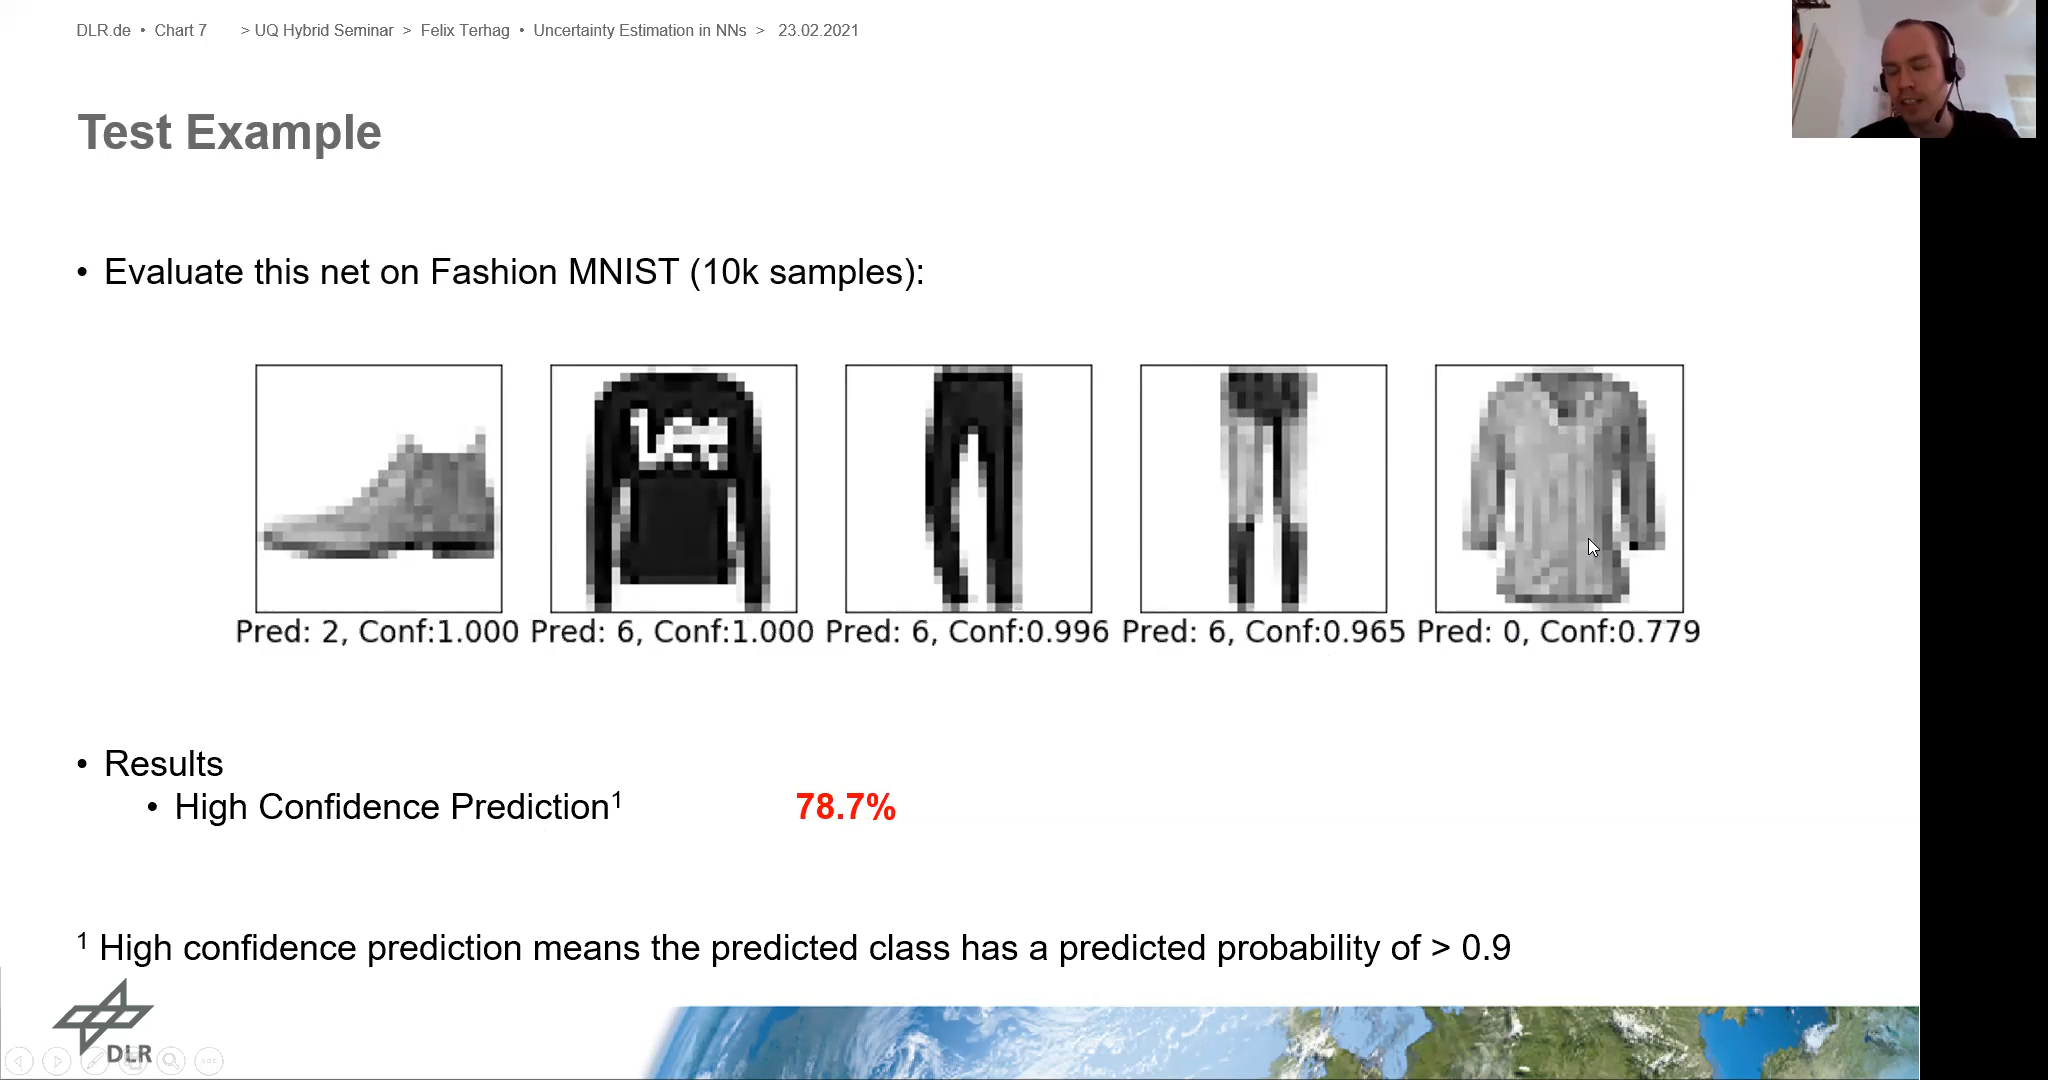 DLR.de • Chart 7 > UQ Hybrid Seminar > Felix Terhag • Uncertainty Estimation in NNs > 23.02.2021
Test Example
• Evaluate this net on Fashion MNIST (10k samples):
Lee
Pred: 2, Conf:1.000 Pred: 6, Conf:1.000 Pred: 6, Conf:0.996 Pred: 6, Conf:0.965 Pred: 0, Conf:0.779
• Results
• High Confidence Prediction¹ 78.7%
¹ High confidence prediction means the predicted class has a predicted probability of > 0.9
DLR